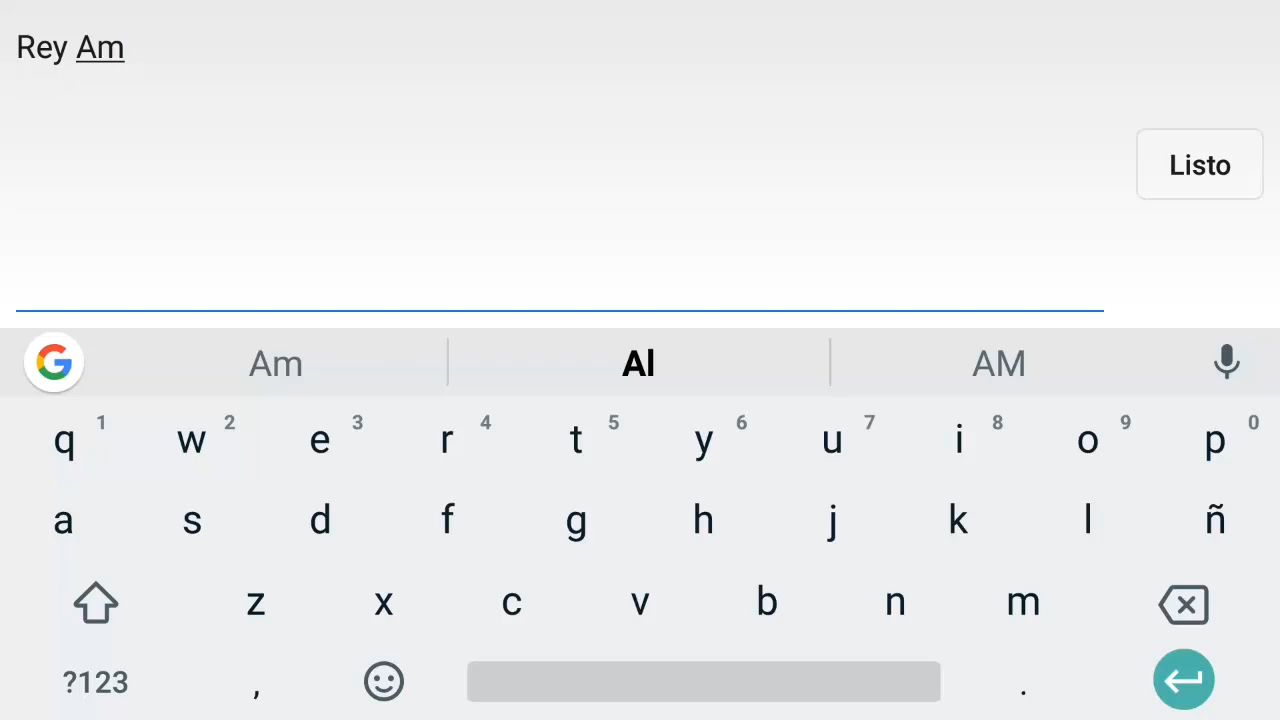 Rey Am
Listo
Am Al AM
q 1 w 2 e 3 r 4 t 5 y 6 u 7 i 8 o 9 p 0
a s d f g h j k l ñ
z x c v b n m
?123 , .